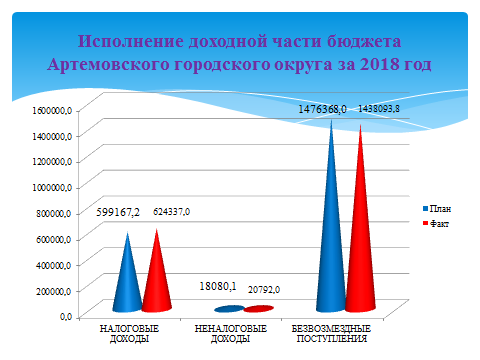 Исполнение доходной части бюджета
Артемовского городского округа за 2018 год
1600000,0
1400000,0
1200000,0
1000000,0
800000,0
600000,0
400000,0
200000,0
0,0
599167,2
624337,0
18080,1
20792,0
1476368,0
1438093,8
НАЛОГОВЫЕ
ДОХОДЫ
НЕНАЛОГОВЫЕ
ДОХОДЫ
БЕЗВОЗМЕЗДНЫЕ
ПОСТУПЛЕНИЯ
План
Факт